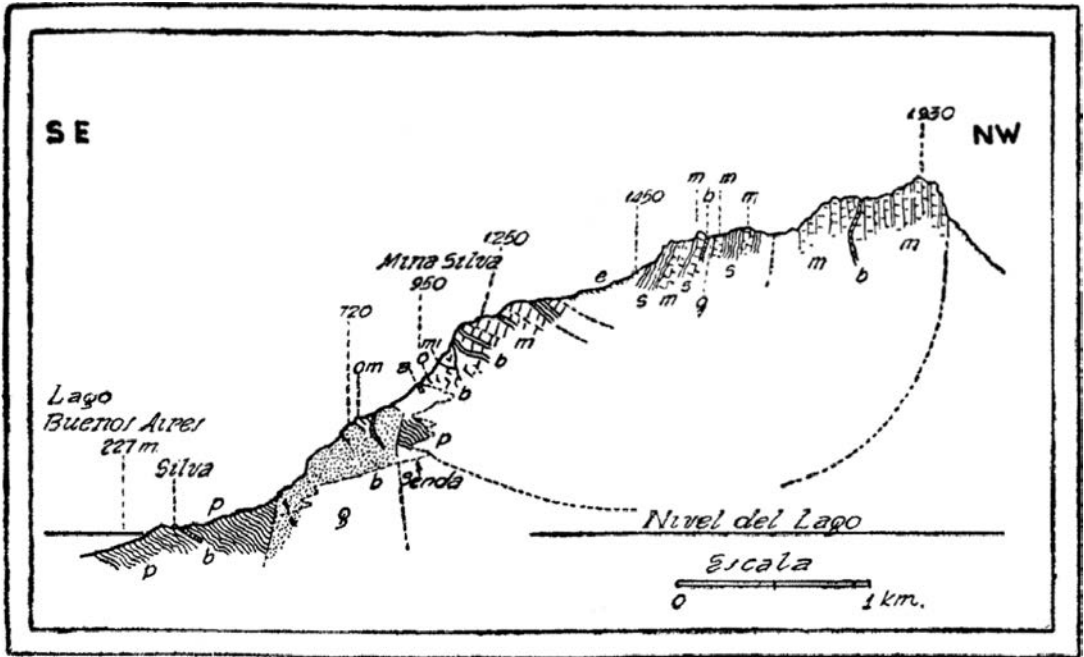 SE
NW
1930
m m
b
m
1450
1250
Mina Silva
950
e
720
om
m
o
a
s m s g s
m b m
m
b
b
p
Lago
Buenos Aires
227 m.
Silva
p
b
Senda
g
p b
Nivel del Lago
Escala
0 1 km.